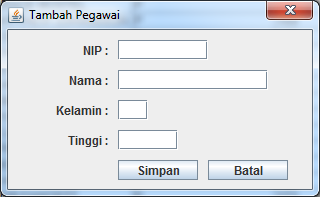 Tambah Pegawai
NIP :
Nama :
Kelamin :
Tinggi :
Simpan Batal